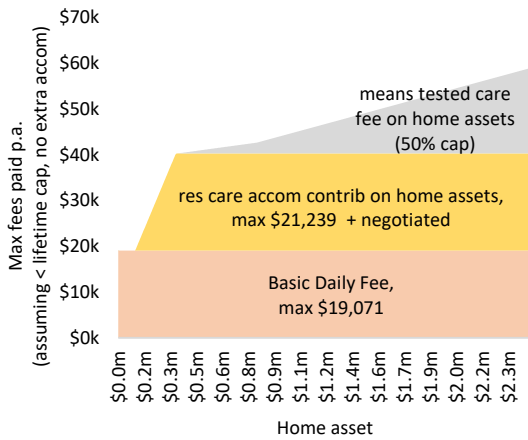 $70k
$60k
$50k
$40k
$30k
$20k
$10k
$0k
Max fees paid p.a.
(assuming < lifetime cap, no extra accom)
means tested care
fee on home assets
(50% cap)
res care accom contrib on home assets,
max $21,239 + negotiated
Basic Daily Fee,
max $19,071
$0.0m
$0.2m
$0.3m
$0.5m
$0.6m
$0.8m
$0.9m
$1.1m
$1.2m
$1.4m
$1.6m
$1.7m
$1.9m
$2.0m
$2.2m
$2.3m
Home asset